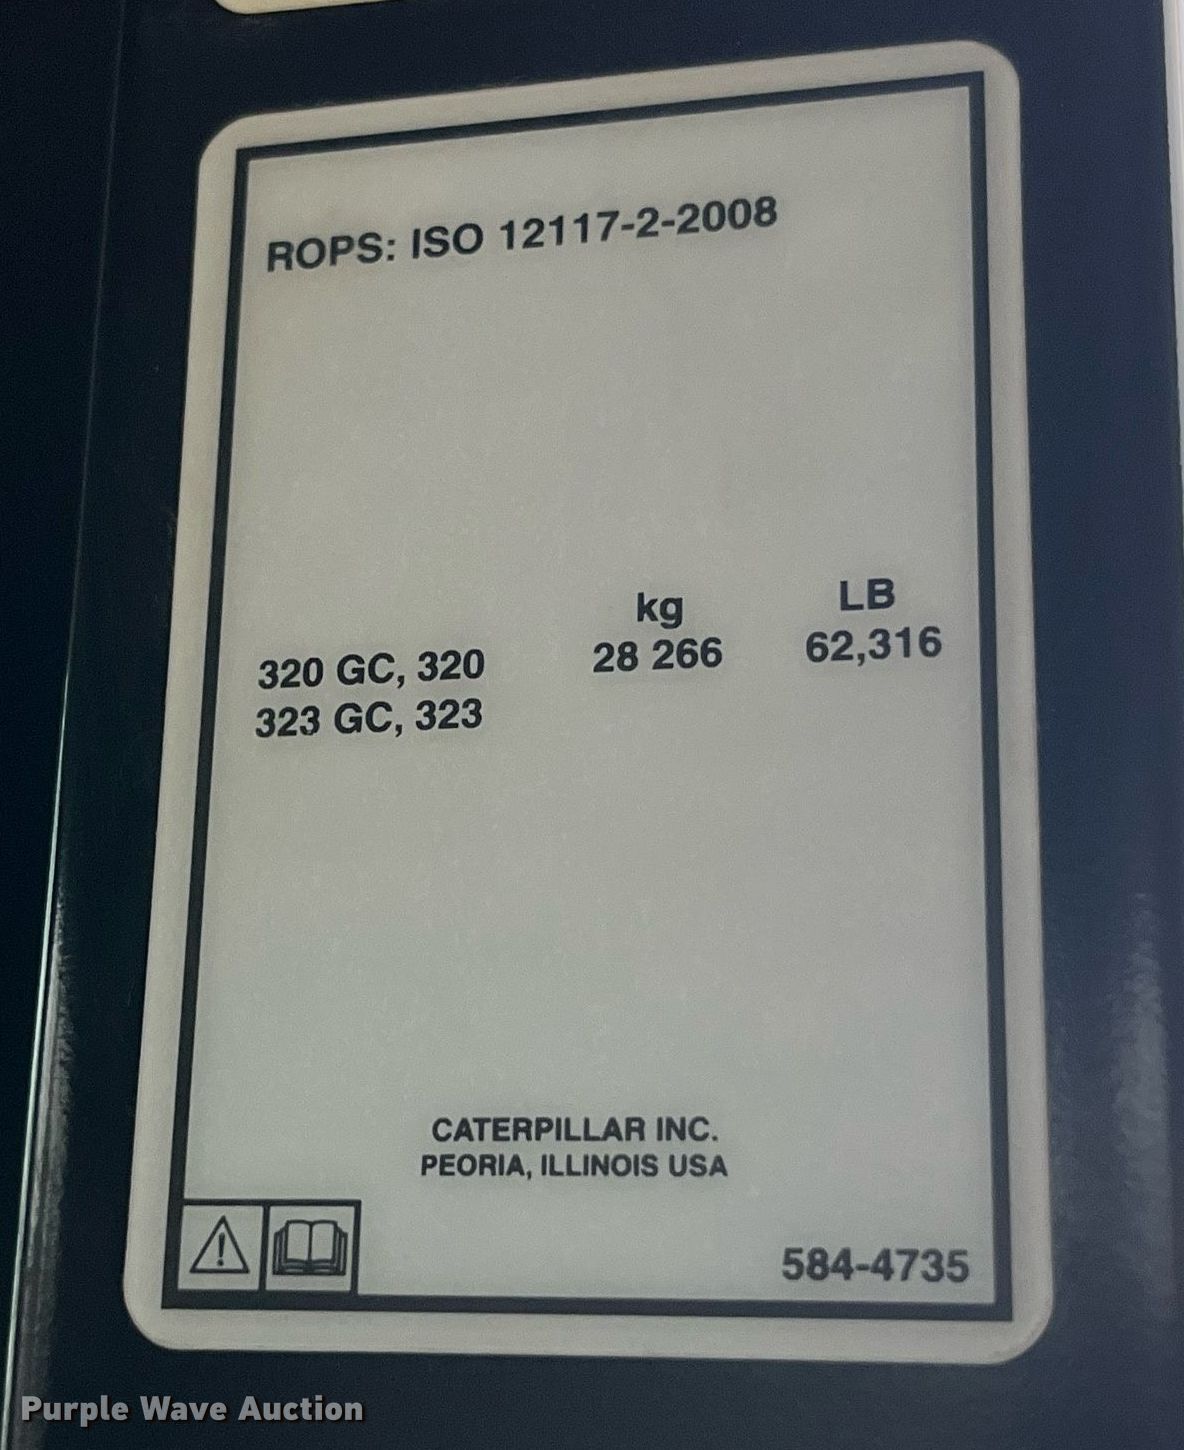 ROPS: ISO 12117-2-2008
kg LB
320 GC, 320 28 266 62,316
323 GC, 323
CATERPILLAR INC.
PEORIA, ILLINOIS USA
584-4735
Purple Wave Auction